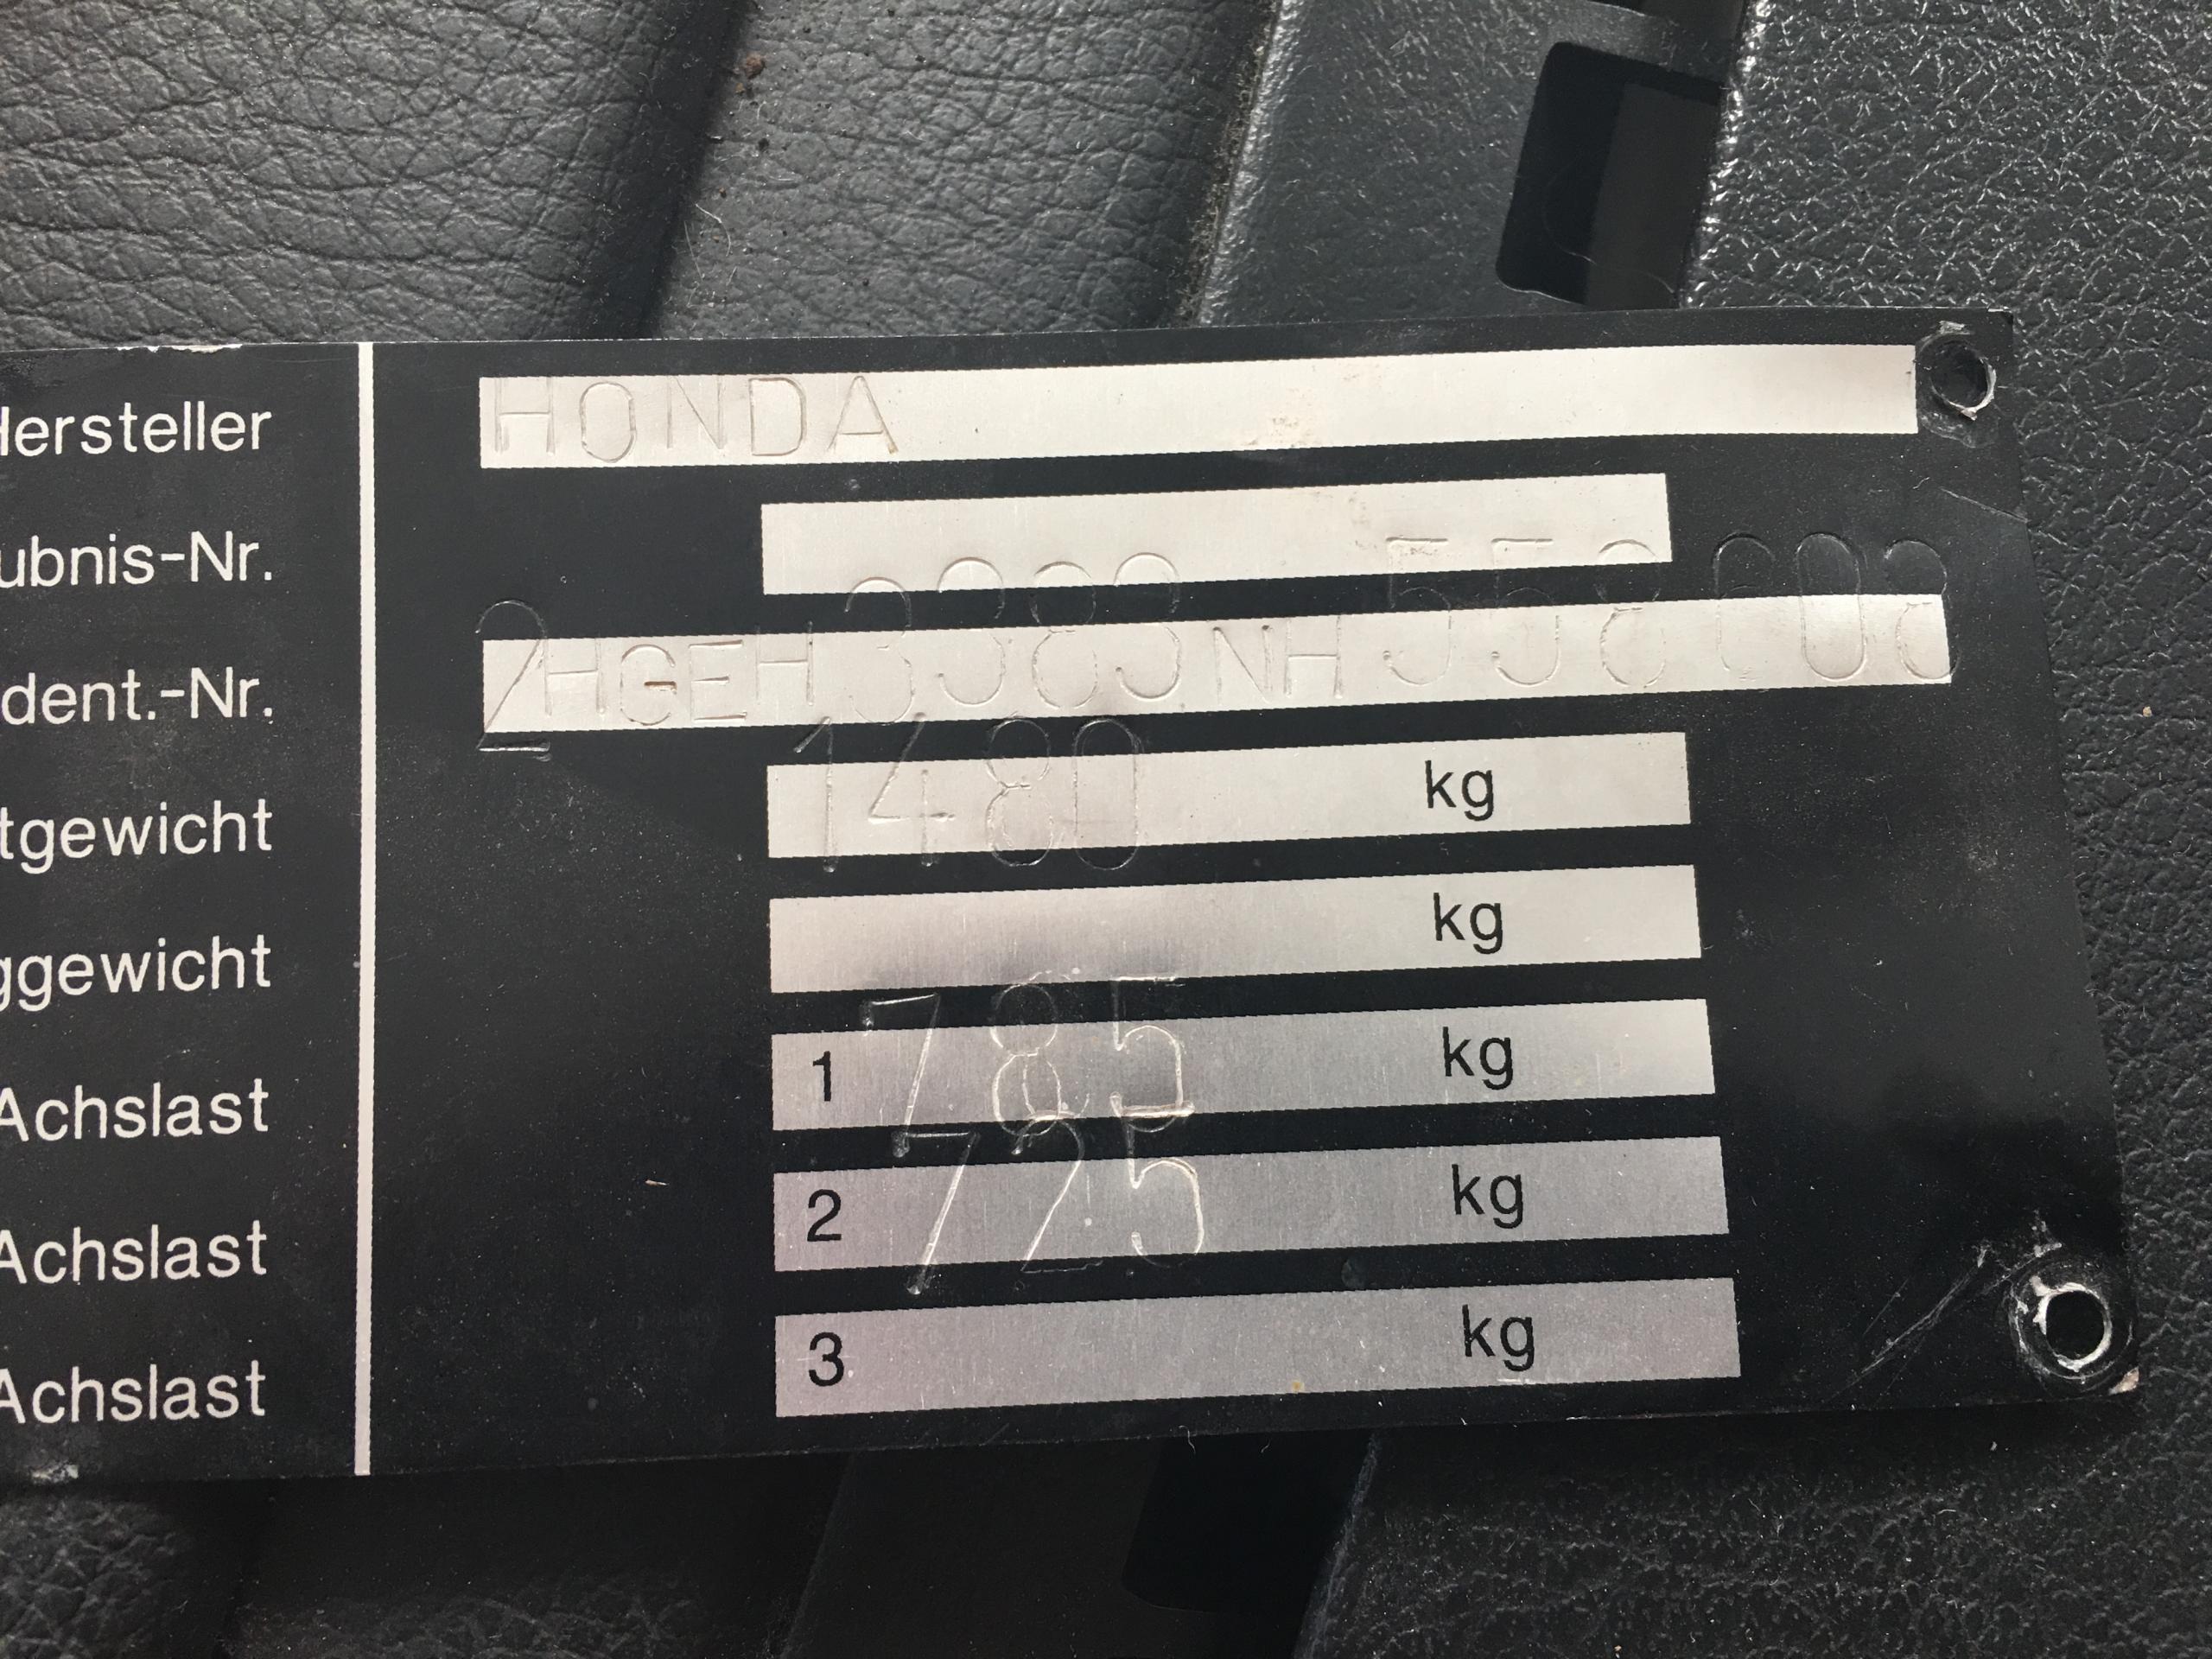 Hersteller HONDA
ubnis-Nr.
dent.-Nr. 2HGEH3383NH558608
tgewicht 1480 kg
ggewicht kg
Achslast 1 785 kg
Achslast 2 725 kg
Achslast 3 kg